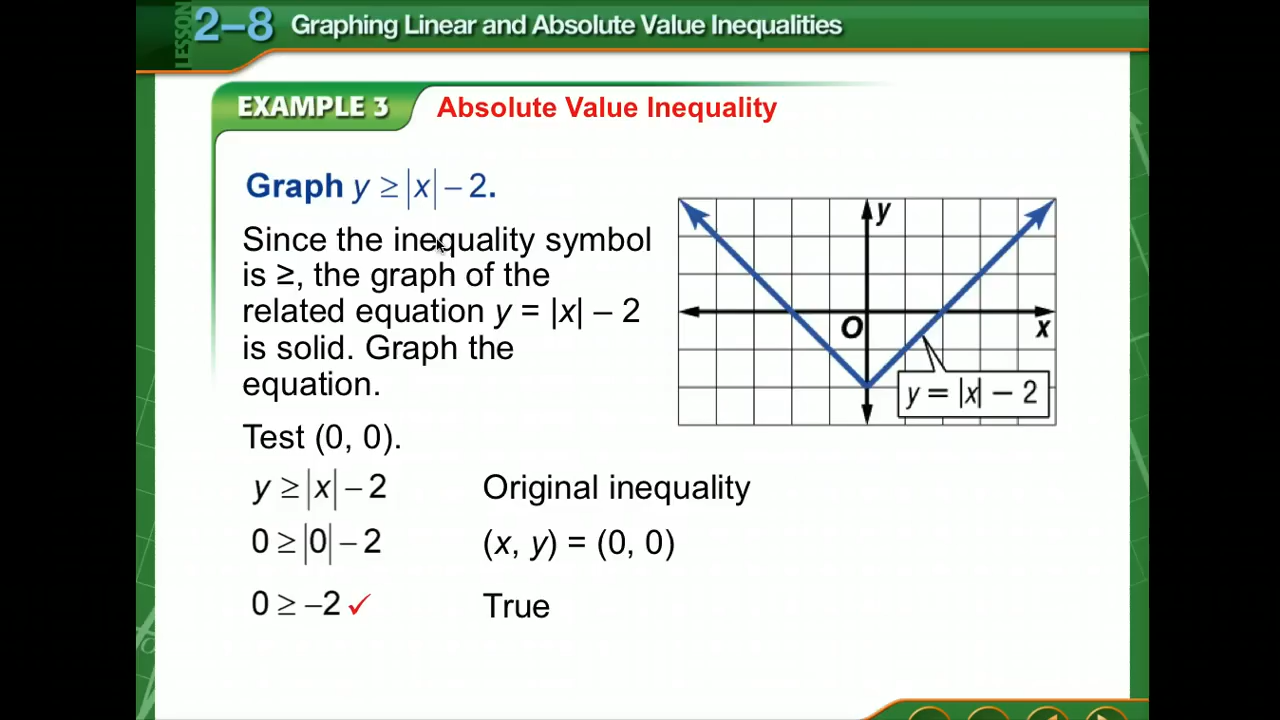 LESSON
2–8 Graphing Linear and Absolute Value Inequalities
EXAMPLE 3 Absolute Value Inequality
Graph y ≥ |x| – 2.
Since the inequality symbol
is ≥, the graph of the
related equation y = |x| – 2
is solid. Graph the
equation.
y
O
x
y = |x| – 2
Test (0, 0).
y ≥ |x| – 2 Original inequality
0 ≥ |0| – 2 (x, y) = (0, 0)
0 ≥ –2 ✓ True